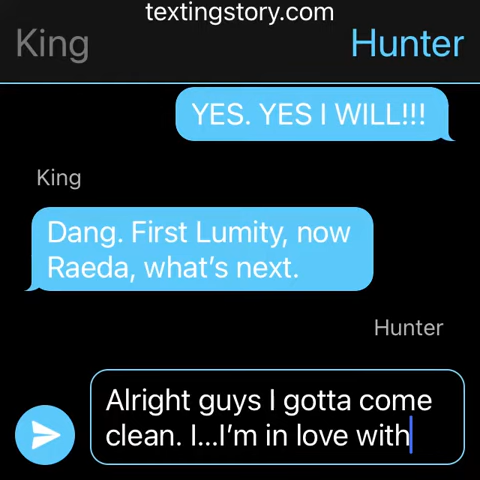 textingstory.com
King Hunter
YES. YES I WILL!!!
King
Dang. First Lumity, now
Raeda, what’s next.
Hunter
Alright guys I gotta come
clean. I...I’m in love with